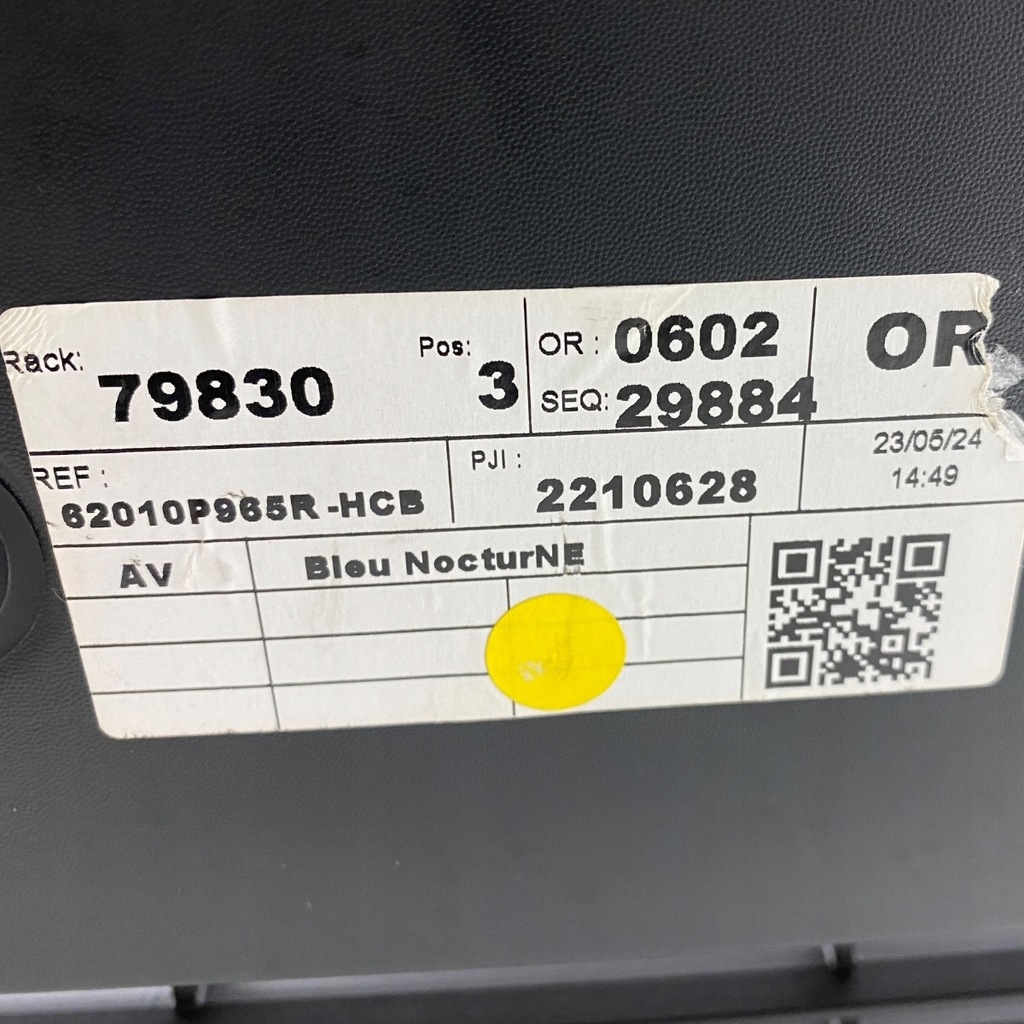 Rack: 79830 Pos: 3
OR : 0602
SEQ: 29884
OR
REF : 62010P965R-HCB
PJI : 2210628
23/05/24
14:49
AV
Bleu NocturNE